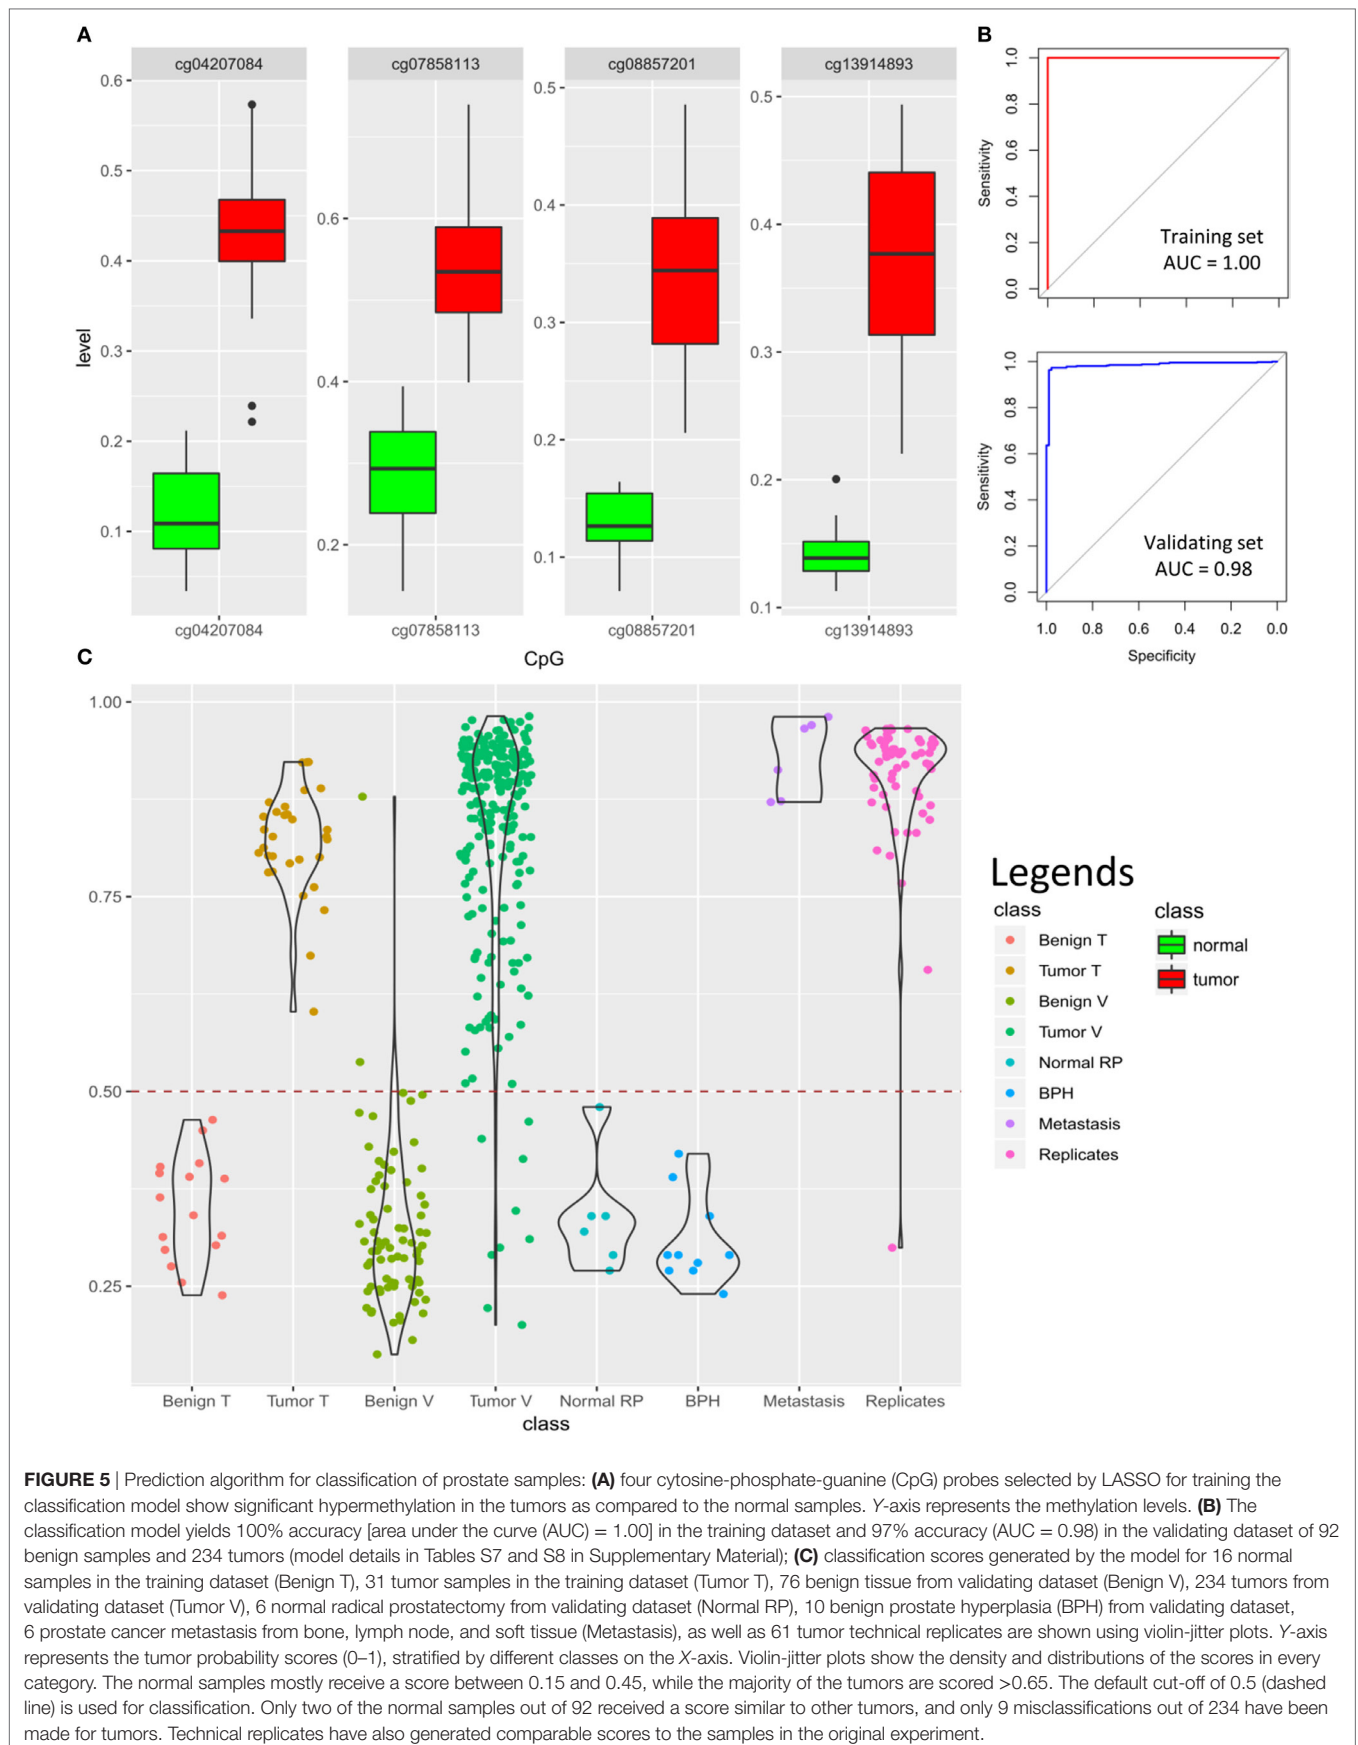 A
cg04207084
cg07858113
cg08857201
cg13914893
level
0.6
0.5
0.4
0.3
0.2
0.1
0.6
0.4
0.2
0.5
0.4
0.3
0.2
0.1
0.5
0.4
0.3
0.2
0.1
cg04207084
cg07858113
cg08857201
cg13914893
CpG
B
Sensitivity
1.0
0.8
0.6
0.4
0.2
0.0
Training set
AUC = 1.00
Sensitivity
1.0
0.8
0.6
0.4
0.2
0.0
Validating set
AUC = 0.98
1.0 0.8 0.6 0.4 0.2 0.0
Specificity
C
1.00
0.75
0.50
0.25
Benign T
Tumor T
Benign V
Tumor V
Normal RP
BPH
Metastasis
Replicates
class
Legends
class
Benign T
Tumor T
Benign V
Tumor V
Normal RP
BPH
Metastasis
Replicates
class
normal
tumor
FIGURE 5 | Prediction algorithm for classification of prostate samples: (A) four cytosine-phosphate-guanine (CpG) probes selected by LASSO for training the
classification model show significant hypermethylation in the tumors as compared to the normal samples. Y-axis represents the methylation levels. (B) The
classification model yields 100% accuracy [area under the curve (AUC) = 1.00] in the training dataset and 97% accuracy (AUC = 0.98) in the validating dataset of 92
benign samples and 234 tumors (model details in Tables S7 and S8 in Supplementary Material); (C) classification scores generated by the model for 16 normal
samples in the training dataset (Benign T), 31 tumor samples in the training dataset (Tumor T), 76 benign tissue from validating dataset (Benign V), 234 tumors from
validating dataset (Tumor V), 6 normal radical prostatectomy from validating dataset (Normal RP), 10 benign prostate hyperplasia (BPH) from validating dataset,
6 prostate cancer metastasis from bone, lymph node, and soft tissue (Metastasis), as well as 61 tumor technical replicates are shown using violin-jitter plots. Y-axis
represents the tumor probability scores (0–1), stratified by different classes on the X-axis. Violin-jitter plots show the density and distributions of the scores in every
category. The normal samples mostly receive a score between 0.15 and 0.45, while the majority of the tumors are scored >0.65. The default cut-off of 0.5 (dashed
line) is used for classification. Only two of the normal samples out of 92 received a score similar to other tumors, and only 9 misclassifications out of 234 have been
made for tumors. Technical replicates have also generated comparable scores to the samples in the original experiment.